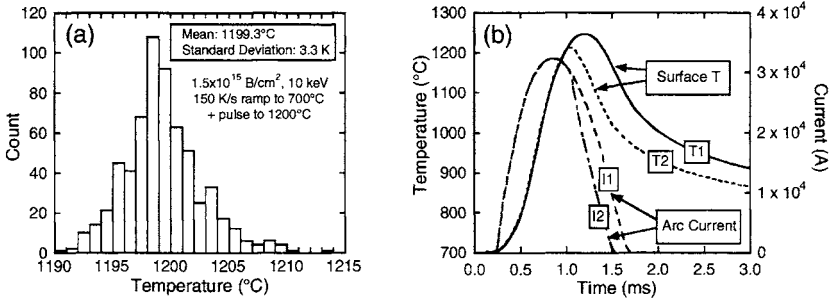 (a)
Mean: 1199.3°C
Standard Deviation: 3.3 K
1.5x10^15 B/cm², 10 keV
150 K/s ramp to 700°C
+ pulse to 1200°C
Count
120
100
80
60
40
20
0
1190
1195
1200
1205
1210
1215
Temperature (°C)
(b)
Surface T
T1
T2
I1
I2
Arc Current
Temperature (°C)
1300
1200
1100
1000
900
800
700
0.0
0.5
1.0
1.5
2.0
2.5
3.0
Time (ms)
4 x 10^4
3 x 10^4
2 x 10^4
1 x 10^4
0
Current (A)